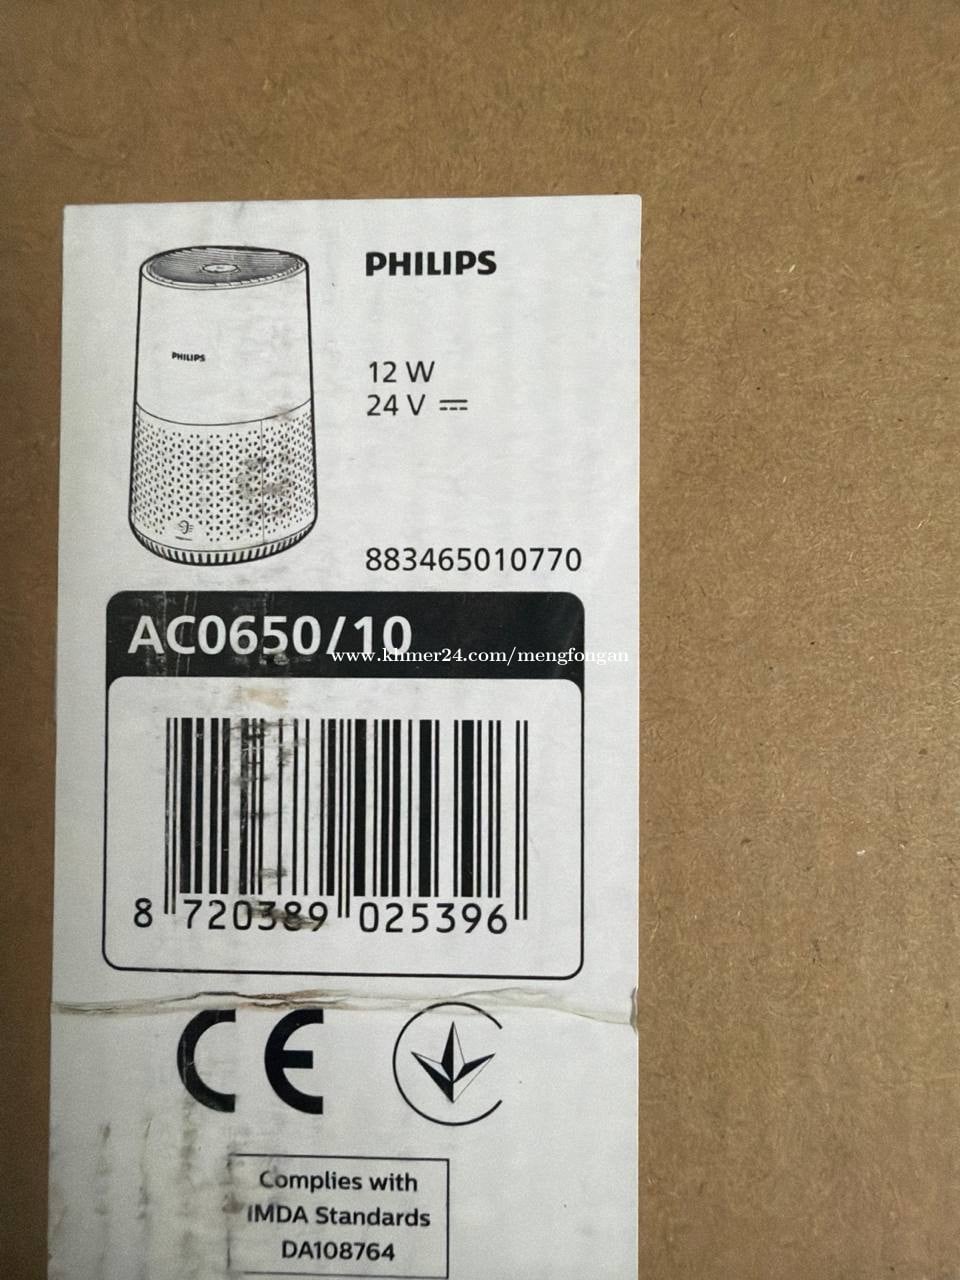 PHILIPS
PHILIPS
12 W
24 V
883465010770
AC0650/10
www.khmer24.com/mengfongan
8 720389 025396
CE
Complies with
IMDA Standards
DA108764